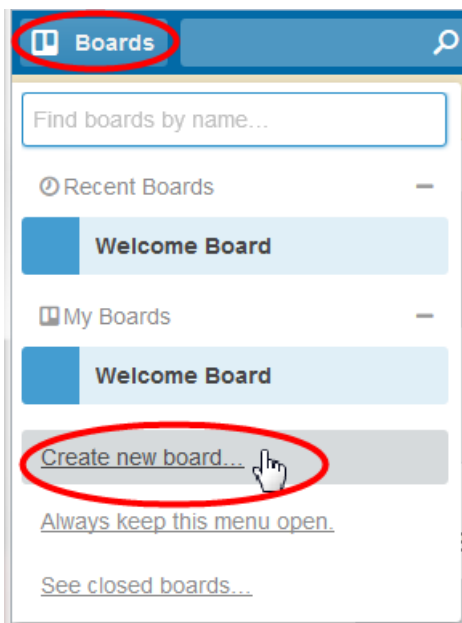 Boards
Find boards by name...
Recent Boards
Welcome Board
My Boards
Welcome Board
Create new board...
Always keep this menu open.
See closed boards...